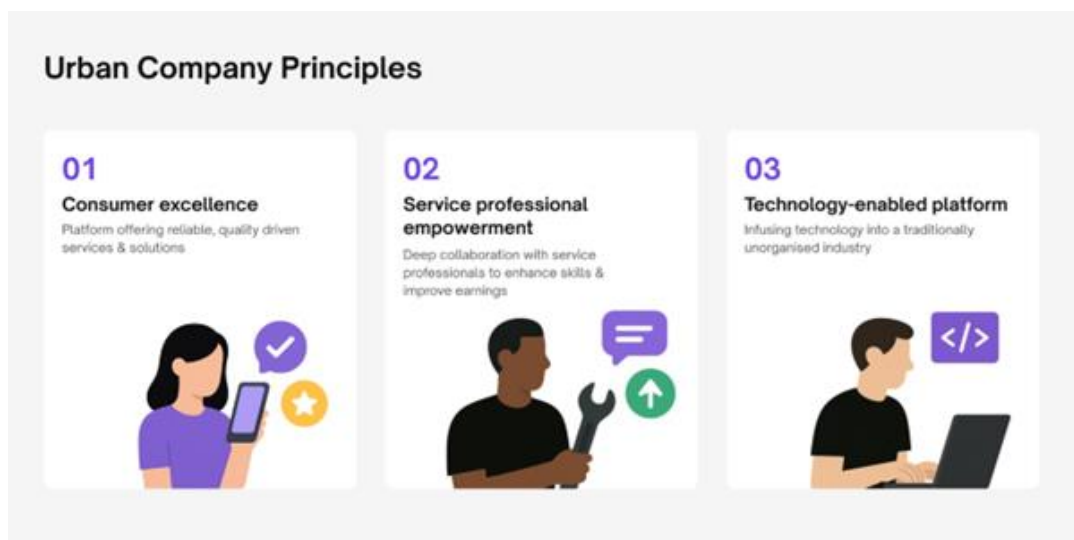 Urban Company Principles
01
Consumer excellence
Platform offering reliable, quality driven
services & solutions
02
Service professional
empowerment
Deep collaboration with service
professionals to enhance skills &
improve earnings
03
Technology-enabled platform
Infusing technology into a traditionally
unorganised industry
</>